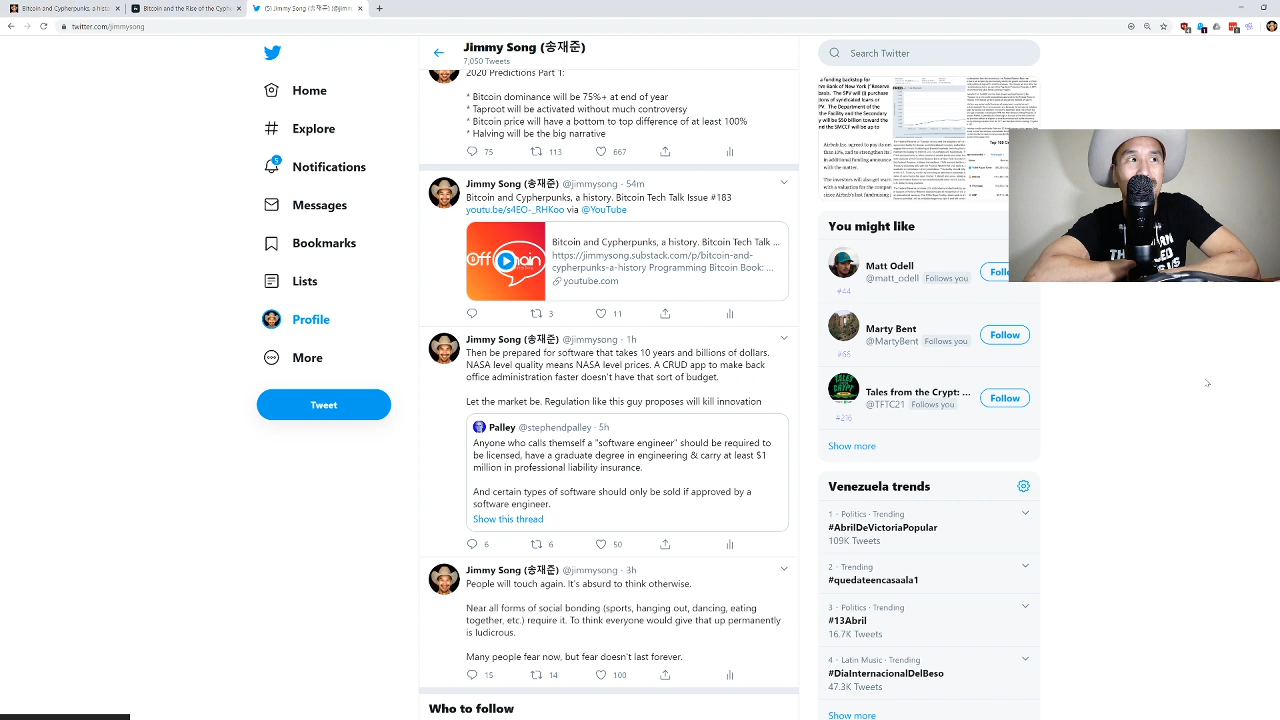 Bitcoin and Cypherpunks, a histo
Bitcoin and the Rise of the Cyphe
(5) Jimmy Song (송재준) (@jimm
twitter.com/jimmysong
Home
Explore
5
Notifications
Messages
Bookmarks
Lists
Profile
More
Tweet
Jimmy Song (송재준)
7,050 Tweets
2020 Predictions Part 1:
* Bitcoin dominance will be 75%+ at end of year
* Taproot will be activated without much controversy
* Bitcoin price will have a bottom to top difference of at least 100%
* Halving will be the big narrative
75 113 667
Jimmy Song (송재준) @jimmysong · 54m
Bitcoin and Cypherpunks, a history. Bitcoin Tech Talk Issue #183
youtu.be/s4EO-_RHKoo via @YouTube
Off Chain
Bitcoin and Cypherpunks, a history. Bitcoin Tech Talk ...
https://jimmysong.substack.com/p/bitcoin-and-
cypherpunks-a-history Programming Bitcoin Book: ...
youtube.com
3 11
Jimmy Song (송재준) @jimmysong · 1h
Then be prepared for software that takes 10 years and billions of dollars.
NASA level quality means NASA level prices. A CRUD app to make back
office administration faster doesn't have that sort of budget.
Let the market be. Regulation like this guy proposes will kill innovation
Palley @stephendpalley · 5h
Anyone who calls themself a "software engineer" should be required to
be licensed, have a graduate degree in engineering & carry at least $1
million in professional liability insurance.
And certain types of software should only be sold if approved by a
software engineer.
Show this thread
6 6 50
Jimmy Song (송재준) @jimmysong · 3h
People will touch again. It's absurd to think otherwise.
Near all forms of social bonding (sports, hanging out, dancing, eating
together, etc.) require it. To think everyone would give that up permanently
is ludicrous.
Many people fear now, but fear doesn't last forever.
15 14 100
Who to follow
Search Twitter
You might like
Matt Odell
@matt_odell Follows you
#44
Follo
Marty Bent
@MartyBent Follows you
#66
Follow
Tales from the Crypt: ...
@TFTC21 Follows you
#216
Follow
Show more
Venezuela trends
1 · Politics · Trending
#AbrilDeVictoriaPopular
109K Tweets
2 · Trending
#quedateencasaala1
3 · Politics · Trending
#13Abril
16.7K Tweets
4 · Latin Music · Trending
#DiaInternacionalDelBeso
47.3K Tweets
Show more